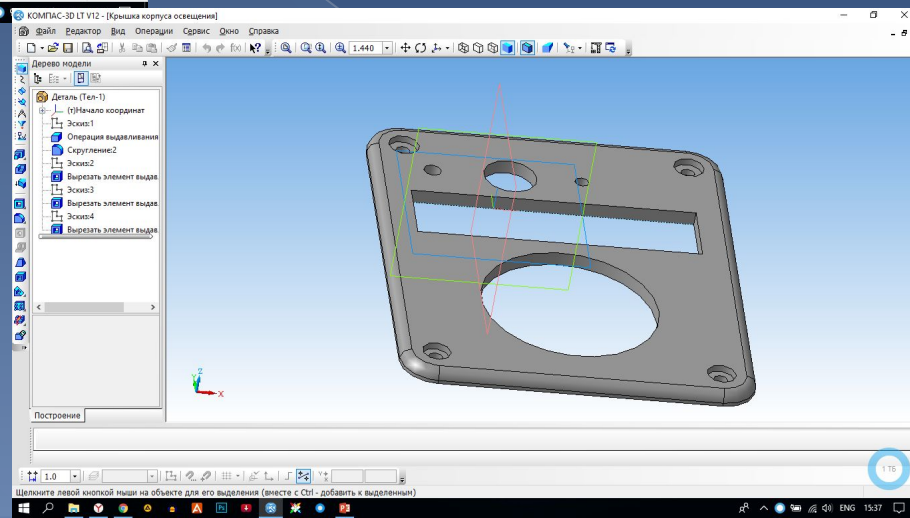 КОМПАС-3D LT V12 - [Крышка корпуса освещения]
Файл Редактор Вид Операции Сервис Окно Справка
1.440
Дерево модели
Деталь (Тел-1)
(т)Начало координат
Эскиз:1
Операция выдавливания
Скругление:2
Эскиз:2
Вырезать элемент выдав
Эскиз:3
Вырезать элемент выдав
Эскиз:4
Вырезать элемент выдав
Z
Y
X
Построение
1.0
1 Тб
Щелкните левой кнопкой мыши на объекте для его выделения (вместе с Ctrl - добавить к выделенным)
ENG 15:37